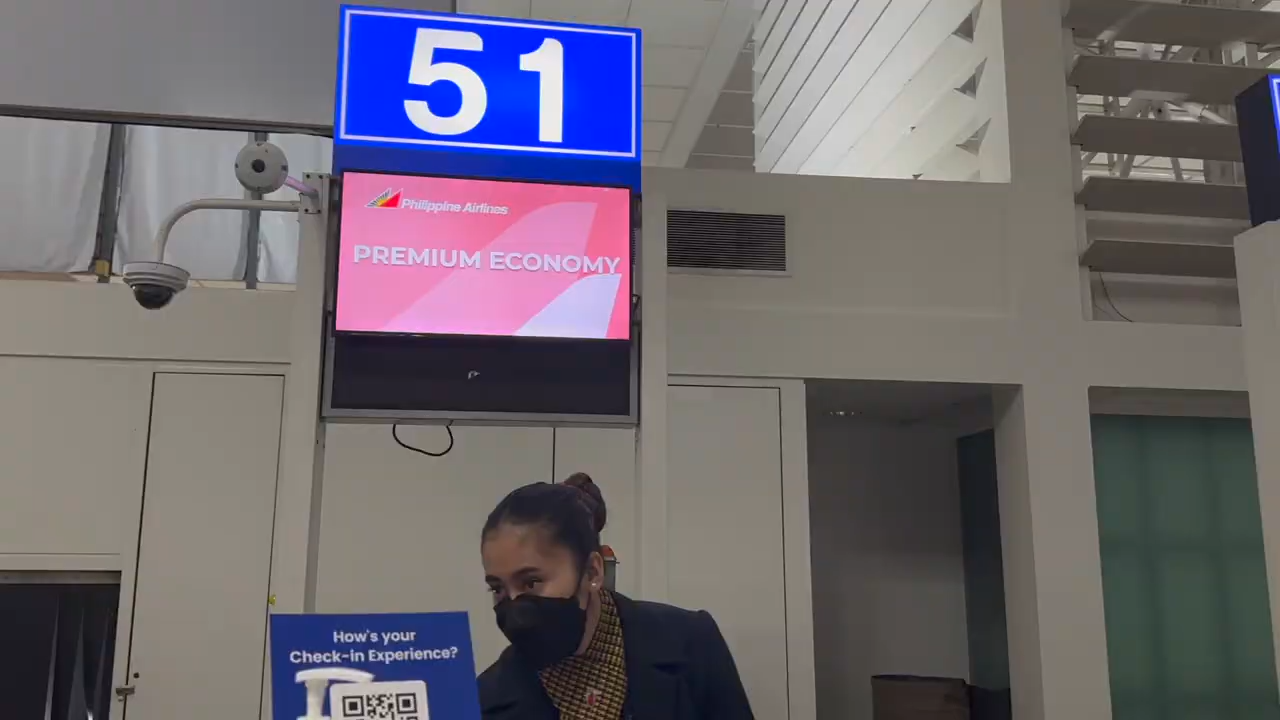 51
Philippine Airlines
PREMIUM ECONOMY
How's your
Check-in Experience?